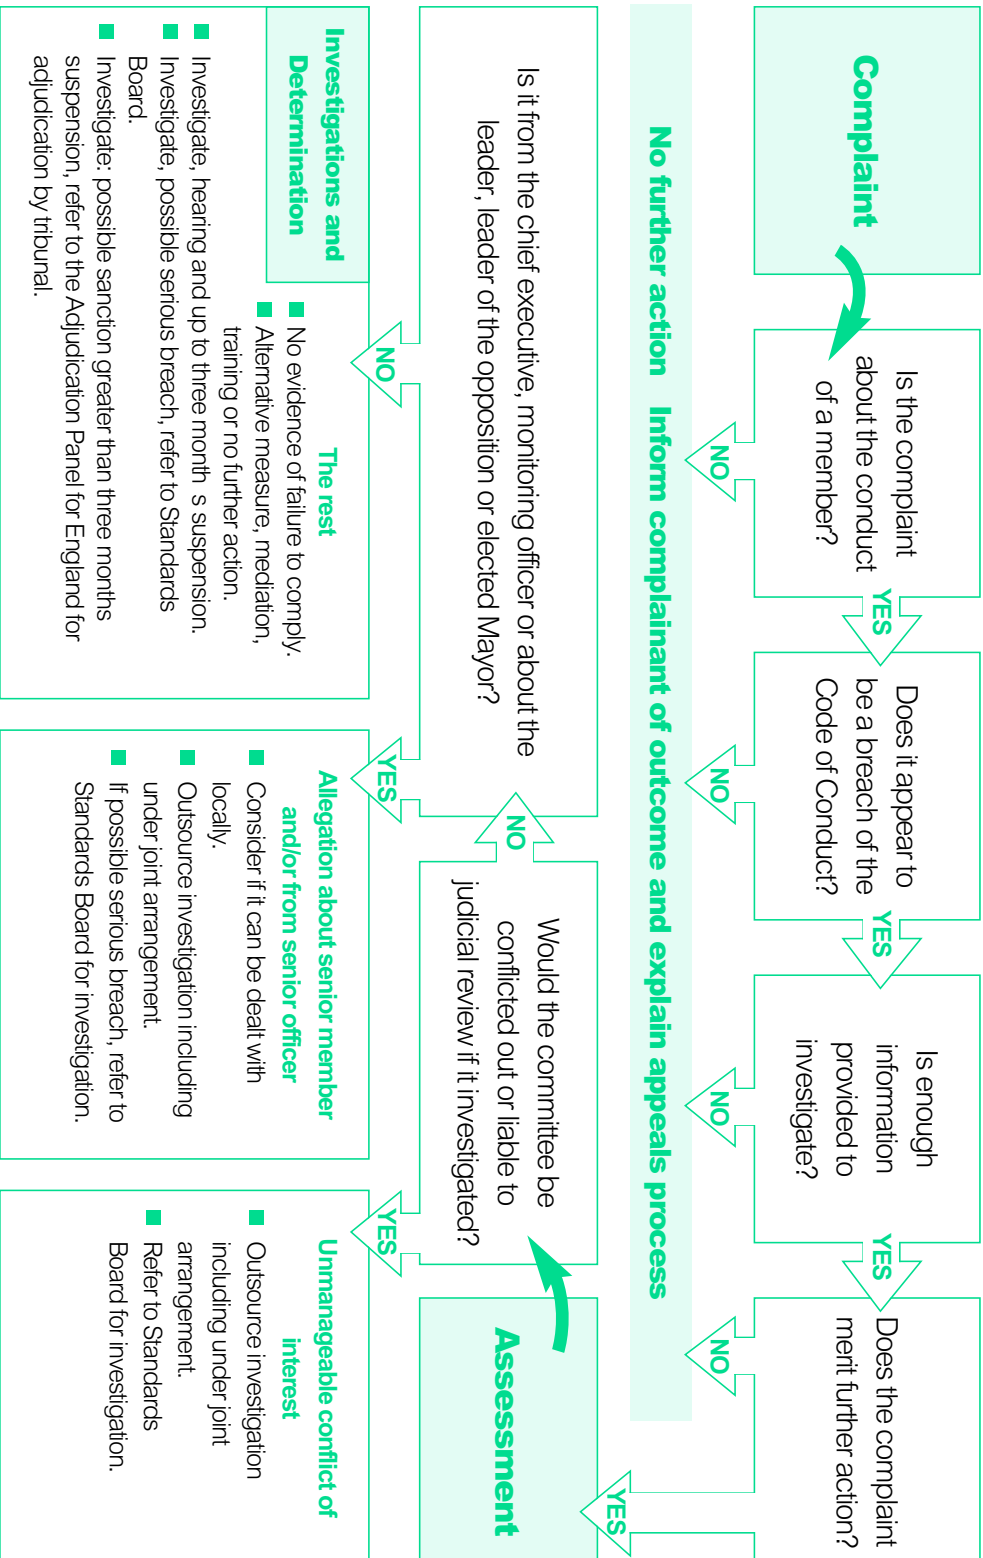 Complaint
Is the complaint
about the conduct
of a member?
YES
Does it appear to
be a breach of the
Code of Conduct?
YES
Is enough
information
provided to
investigate?
YES
Does the complaint
merit further action?
NO
NO
NO
NO
YES
No further action Inform complainant of outcome and explain appeals process
Assessment
Would the committee be
conflicted out or liable to
judicial review if it investigated?
NO
YES
Is it from the chief executive, monitoring officer or about the
leader, leader of the opposition or elected Mayor?
NO
YES
Investigations and
Determination
The rest
No evidence of failure to comply.
Alternative measure, mediation,
training or no further action.
Investigate, hearing and up to three month s suspension.
Investigate, possible serious breach, refer to Standards
Board.
Investigate: possible sanction greater than three months
suspension, refer to the Adjudication Panel for England for
adjudication by tribunal.
Allegation about senior member
and/or from senior officer
Consider if it can be dealt with
locally.
Outsource investigation including
under joint arrangement.
If possible serious breach, refer to
Standards Board for investigation.
Unmanageable conflict of
interest
Outsource investigation
including under joint
arrangement.
Refer to Standards
Board for investigation.